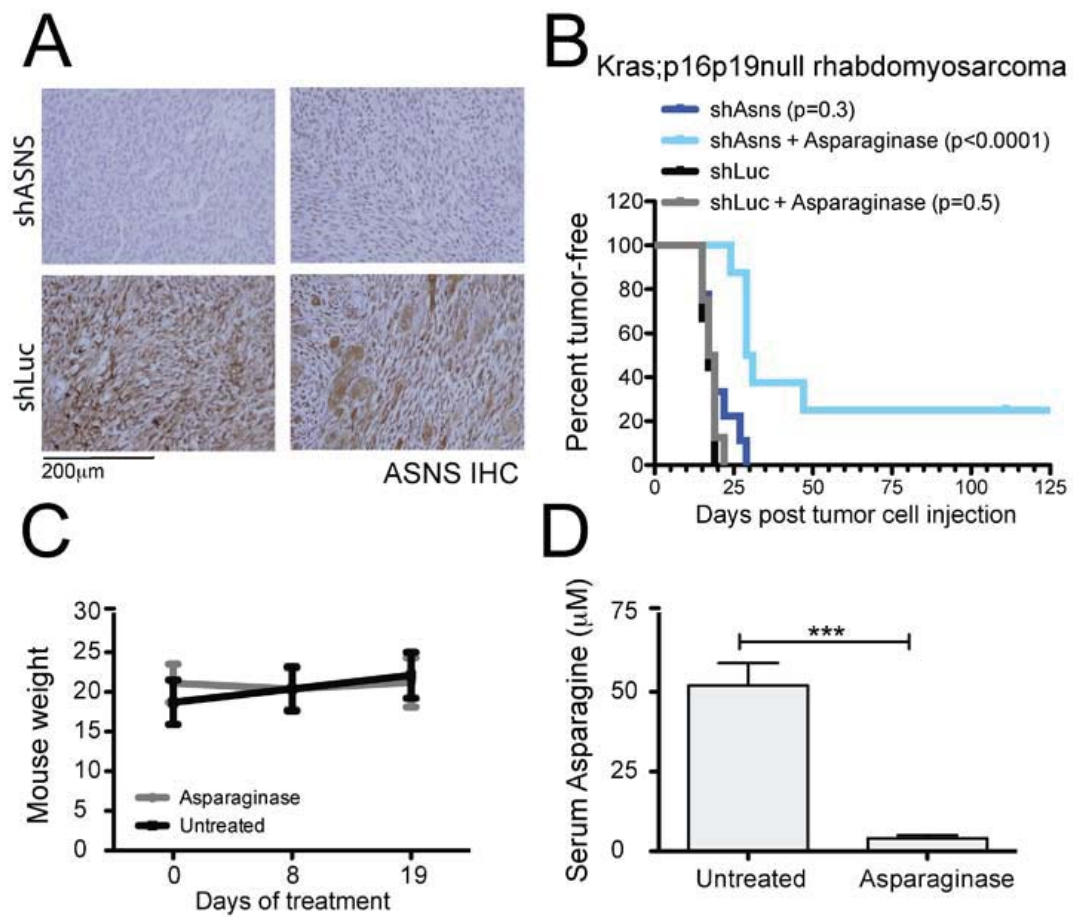 A
shASNS
shLuc
200μm
ASNS IHC
B
Kras;p16p19null rhabdomyosarcoma
shAsns (p=0.3)
shAsns + Asparaginase (p<0.0001)
shLuc
shLuc + Asparaginase (p=0.5)
Percent tumor-free
120
100
80
60
40
20
0
0 25 50 75 100 125
Days post tumor cell injection
C
Mouse weight
30
25
20
15
10
5
0
Asparaginase
Untreated
0 8 19
Days of treatment
D
Serum Asparagine (μM)
75
50
25
0
***
Untreated Asparaginase